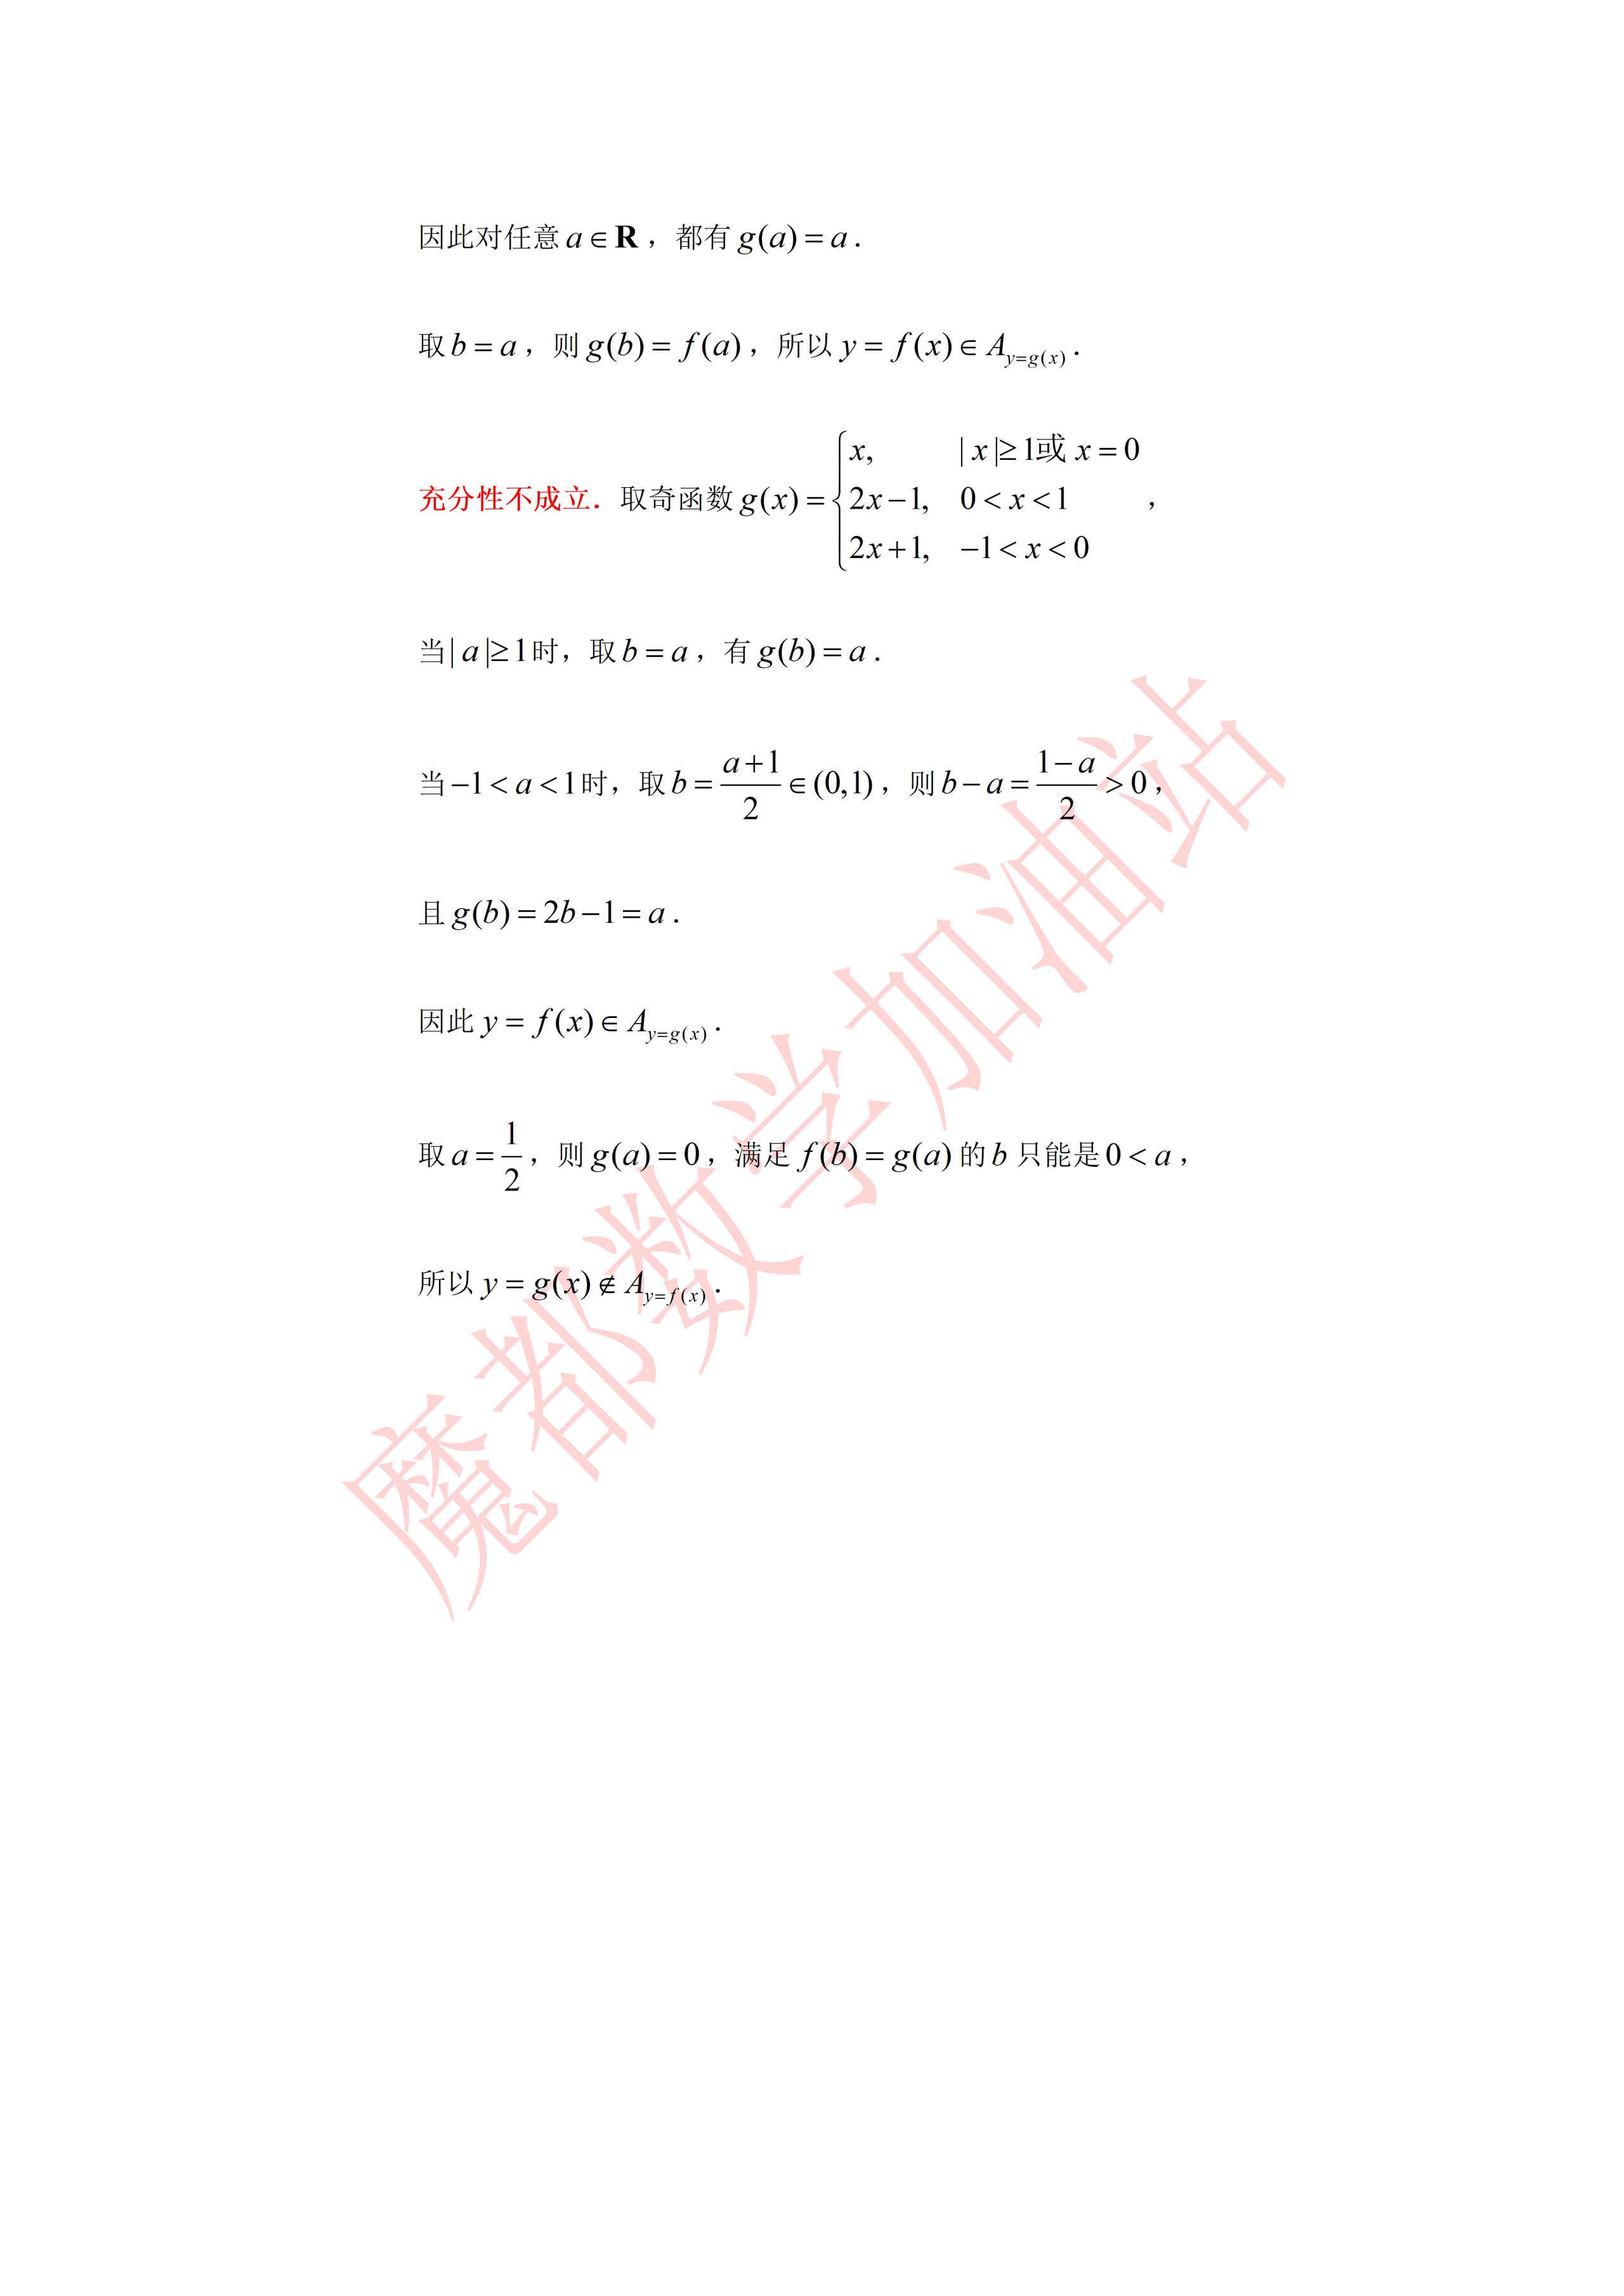 因此对任意 a ∈ R ，都有 g(a) = a .
取 b = a ，则 g(b) = f(a) ，所以 y = f(x) ∈ A_{y=g(x)} .
充分性不成立．取奇函数 g(x) = { x, | x |≥ 1或 x = 0
2x − 1, 0 < x < 1 ，
2x + 1, −1 < x < 0
当 | a |≥ 1 时，取 b = a ，有 g(b) = a .
当 −1 < a < 1 时，取 b = \frac{a+1}{2} ∈ (0,1) ，则 b − a = \frac{1−a}{2} > 0 ，
且 g(b) = 2b − 1 = a .
因此 y = f(x) ∈ A_{y=g(x)} .
取 a = \frac{1}{2} ，则 g(a) = 0 ，满足 f(b) = g(a) 的 b 只能是 0 < a ，
所以 y = g(x) ∉ A_{y=f(x)} .
魔都数学加油站